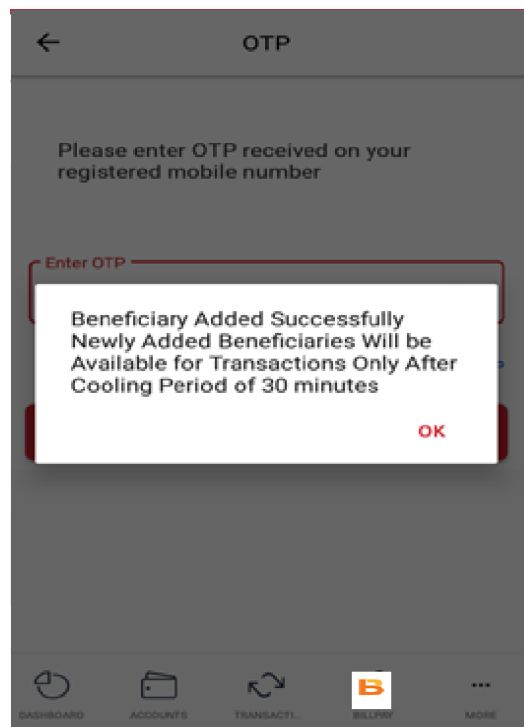 OTP
Please enter OTP received on your
registered mobile number
Enter OTP
Beneficiary Added Successfully
Newly Added Beneficiaries Will be
Available for Transactions Only After
Cooling Period of 30 minutes
OK
B
DASHBOARD
ACCOUNTS
TRANSACTI...
BILLPAY
MORE